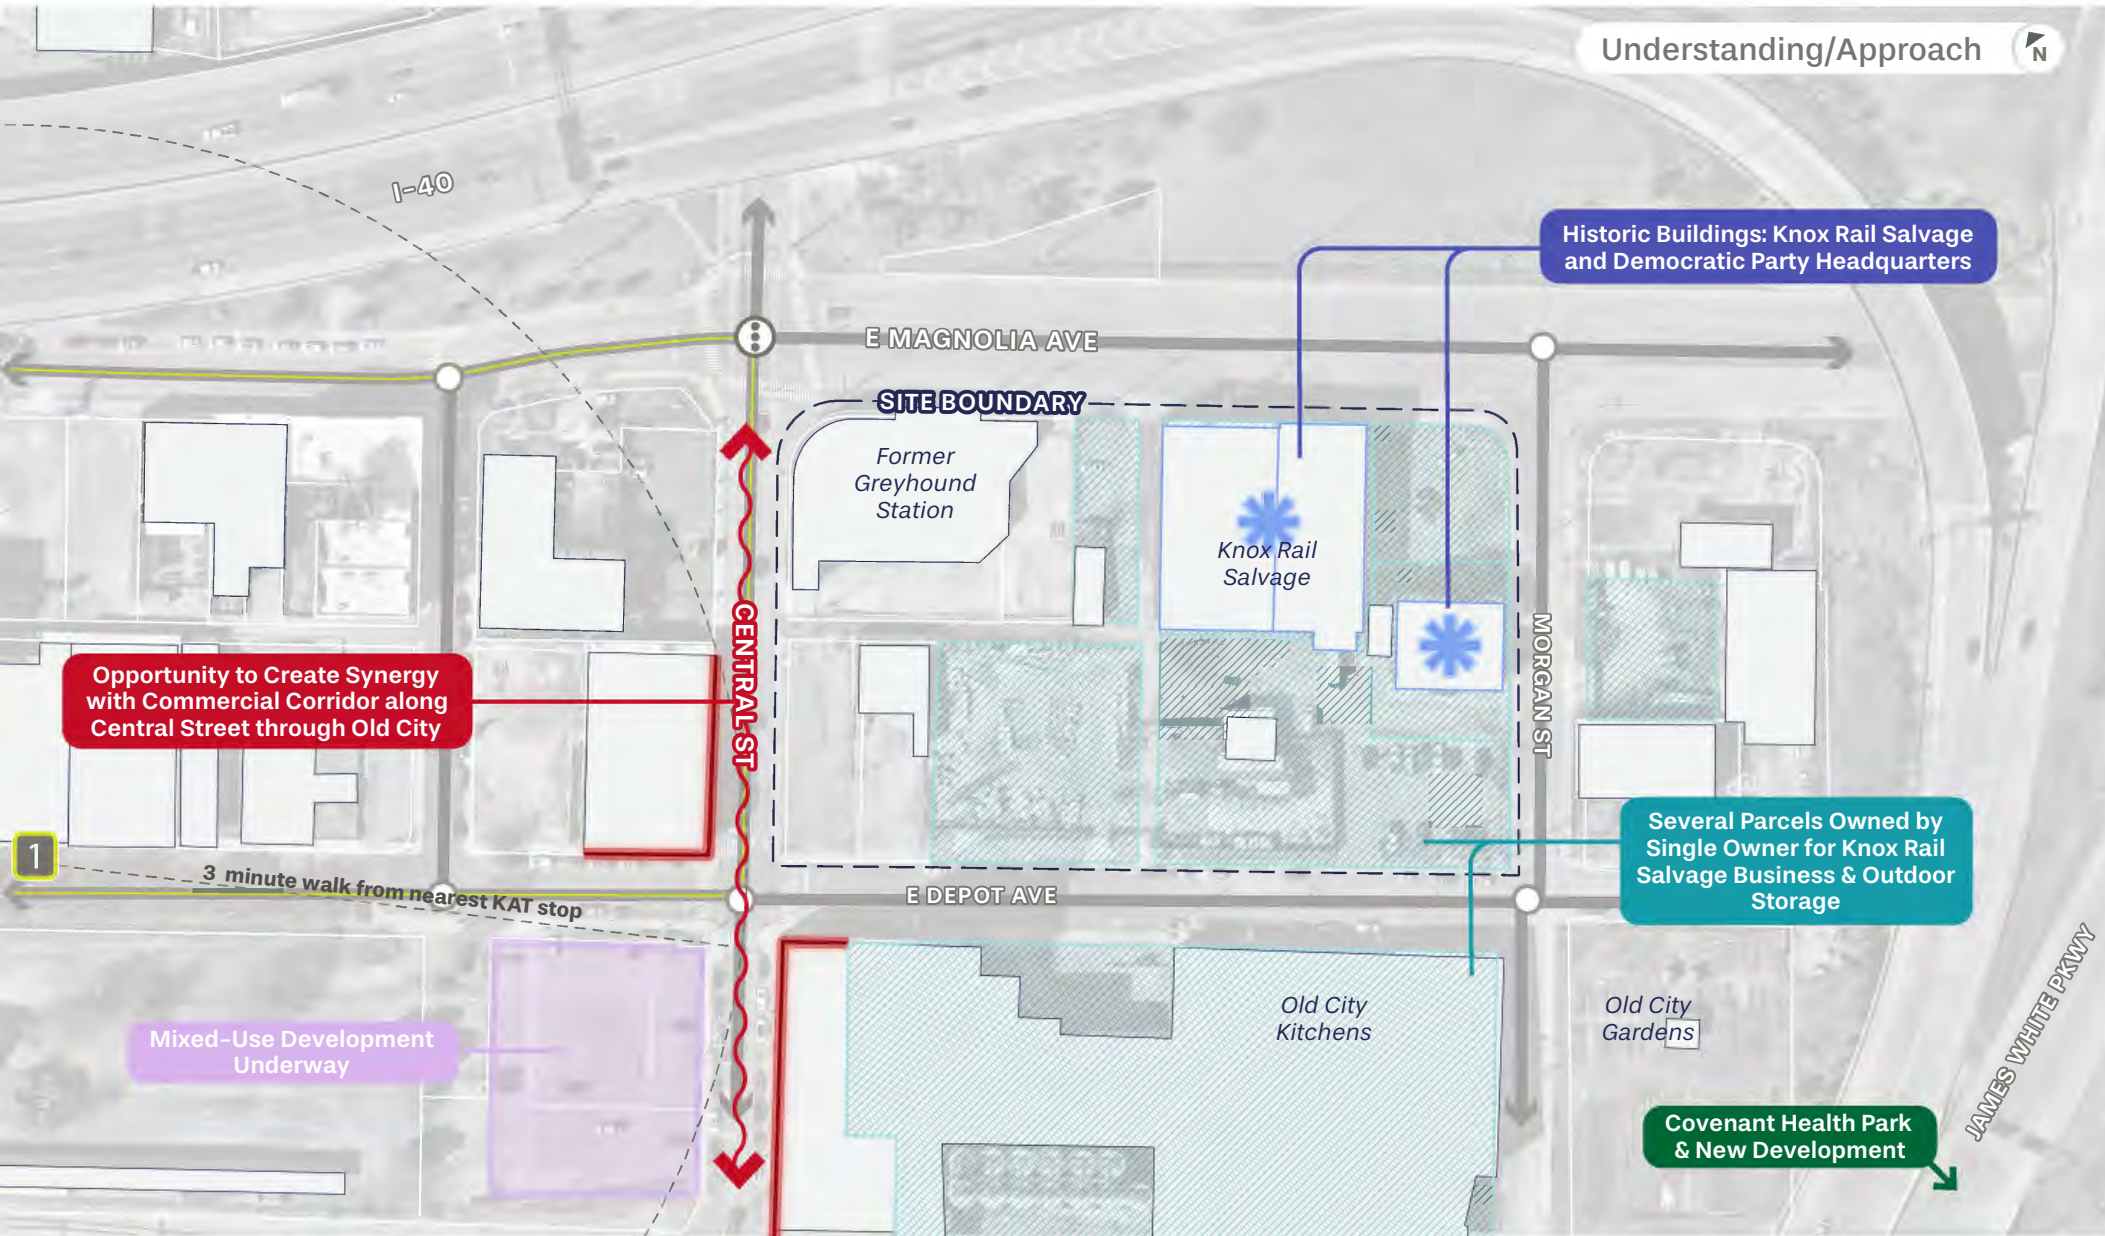 Understanding/Approach
N
I-40
Historic Buildings: Knox Rail Salvage
and Democratic Party Headquarters
E MAGNOLIA AVE
SITE BOUNDARY
Former
Greyhound
Station
Knox Rail
Salvage
CENTRAL ST
MORGAN ST
Opportunity to Create Synergy
with Commercial Corridor along
Central Street through Old City
Several Parcels Owned by
Single Owner for Knox Rail
Salvage Business & Outdoor
Storage
1
3 minute walk from nearest KAT stop
E DEPOT AVE
Old City
Kitchens
Old City
Gardens
Mixed-Use Development
Underway
JAMES WHITE PKWY
Covenant Health Park
& New Development